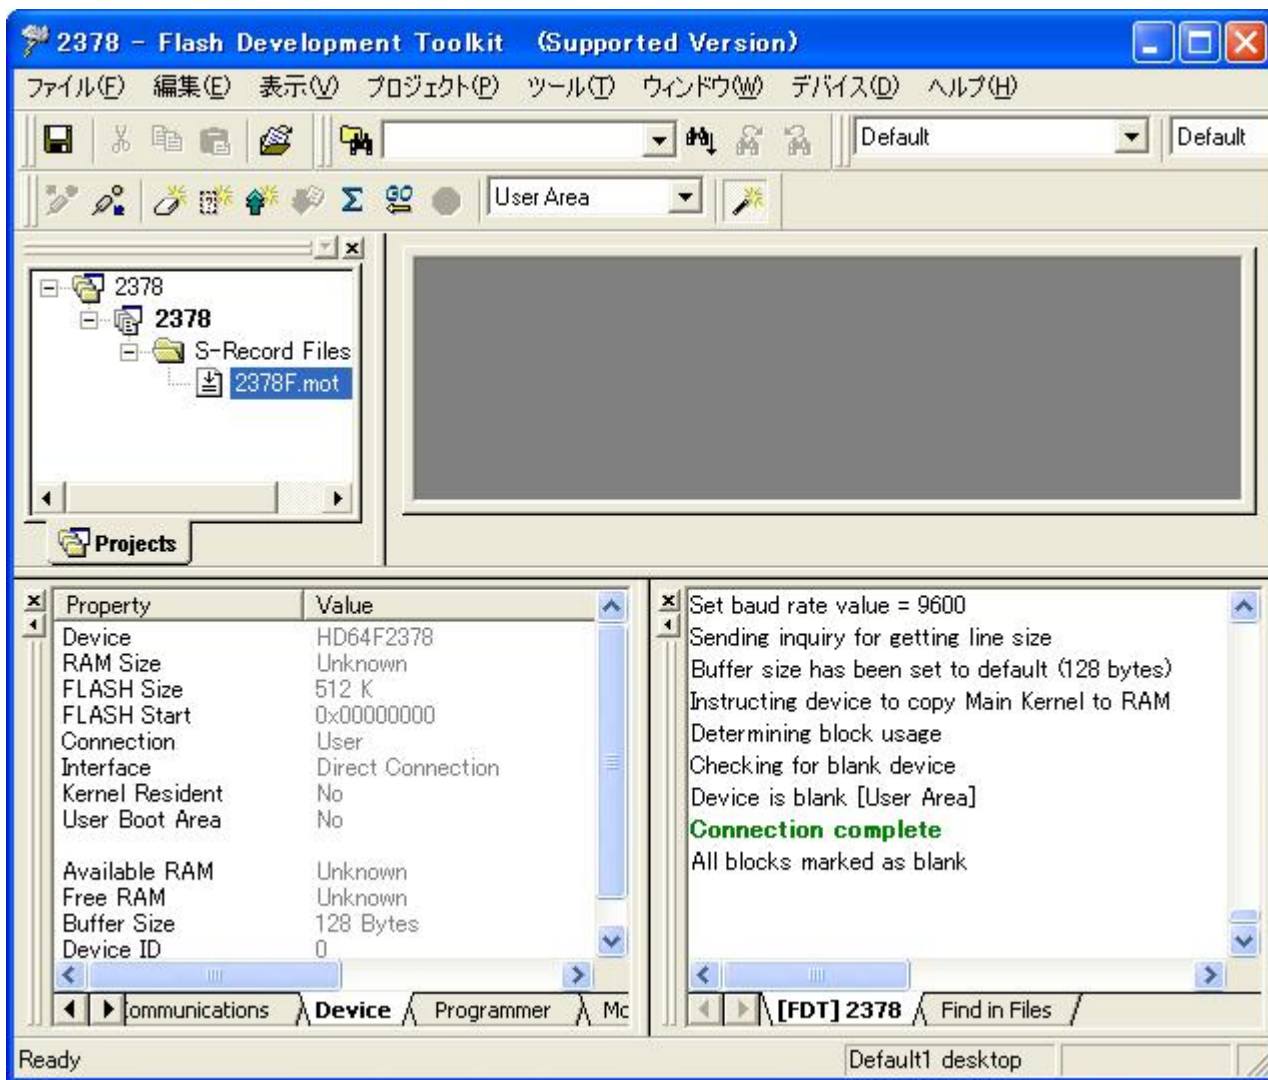 2378 - Flash Development Toolkit (Supported Version)
ファイル(F) 編集(E) 表示(V) プロジェクト(P) ツール(T) ウィンドウ(W) デバイス(D) ヘルプ(H)
Default Default
GO User Area
2378
2378
S-Record Files
2378F.mot
Projects
Property Value
Device HD64F2378
RAM Size Unknown
FLASH Size 512 K
FLASH Start 0x00000000
Connection User
Interface Direct Connection
Kernel Resident No
User Boot Area No
Available RAM Unknown
Free RAM Unknown
Buffer Size 128 Bytes
Device ID 0
ommunications Device Programmer Mc
Set baud rate value = 9600
Sending inquiry for getting line size
Buffer size has been set to default (128 bytes)
Instructing device to copy Main Kernel to RAM
Determining block usage
Checking for blank device
Device is blank [User Area]
Connection complete
All blocks marked as blank
[FDT] 2378 Find in Files
Ready Default1 desktop